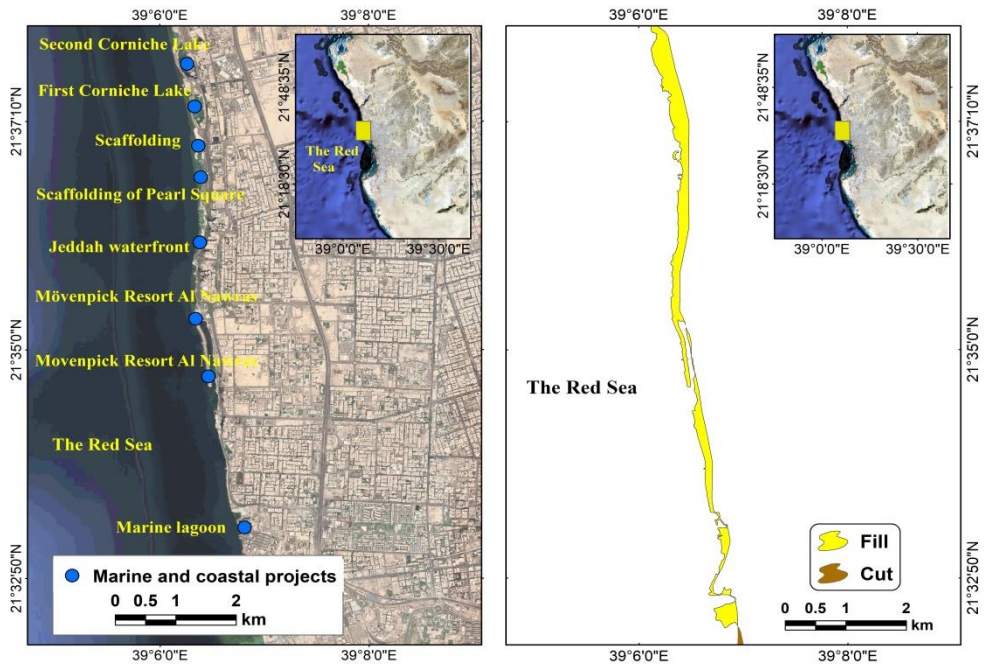 39°6'0"E
39°8'0"E
Second Corniche Lake
First Corniche Lake
Scaffolding
Scaffolding of Pearl Square
Jeddah waterfront
Mövenpick Resort Al Nawras
Movenpick Resort Al Nawras
The Red Sea
Marine lagoon
21°37'10"N
21°35'0"N
21°32'50"N
The Red
Sea
21°48'35"N
21°18'30"N
39°0'0"E
39°30'0"E
Marine and coastal projects
0 0.5 1 2
km
39°6'0"E
39°8'0"E
39°6'0"E
39°8'0"E
21°48'35"N
21°18'30"N
39°0'0"E
39°30'0"E
21°37'10"N
21°35'0"N
21°32'50"N
The Red Sea
Fill
Cut
0 0.5 1 2
km
39°6'0"E
39°8'0"E